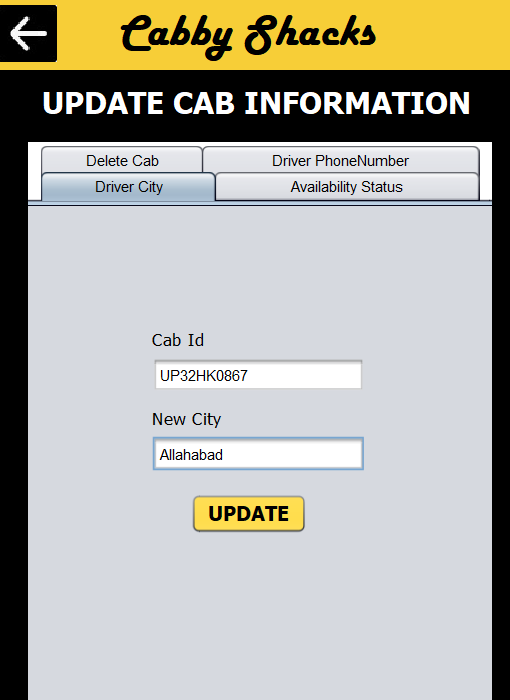 Cabby Shacks
UPDATE CAB INFORMATION
Delete Cab Driver PhoneNumber
Driver City Availability Status
Cab Id
UP32HK0867
New City
Allahabad
UPDATE